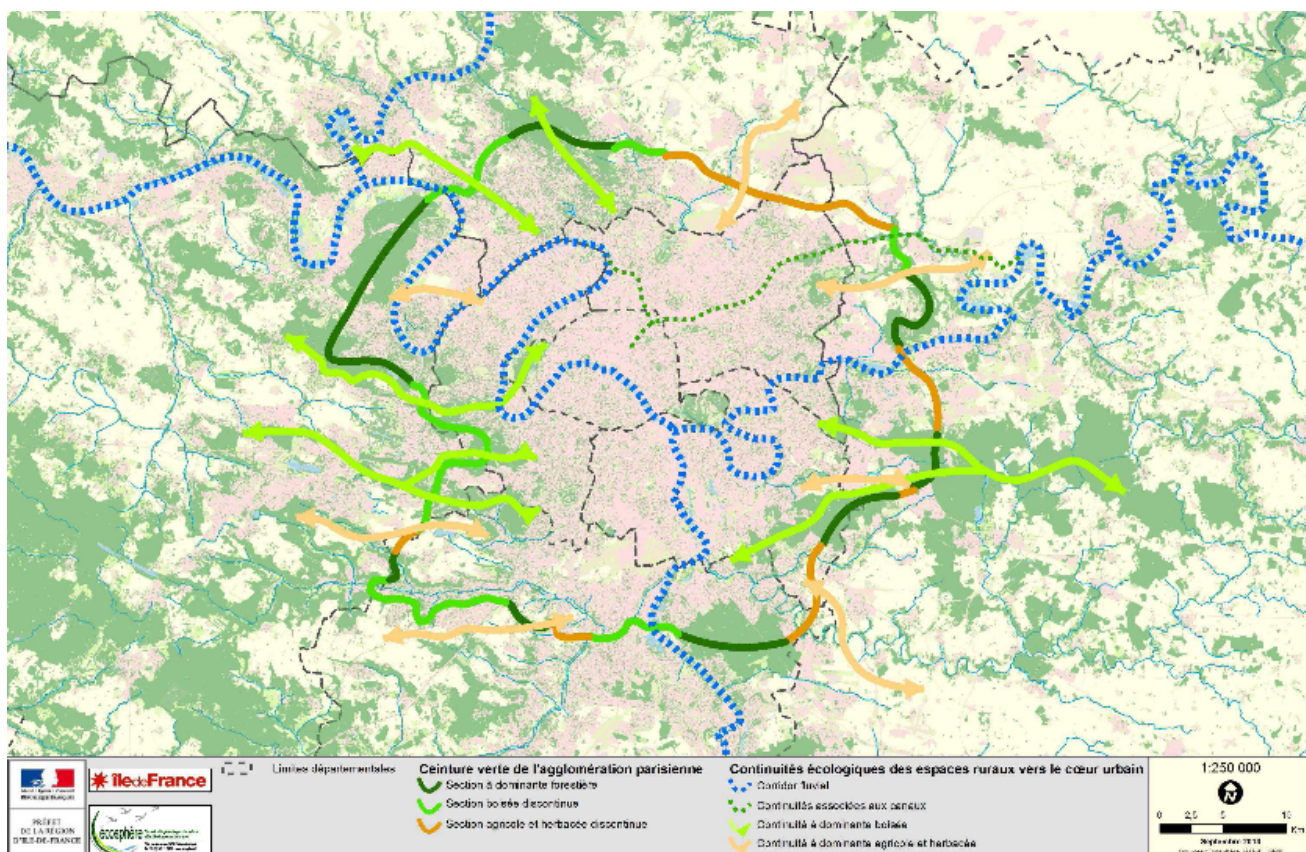 PRÉFET
DE LA RÉGION
D'ILE-DE-FRANCE
île de France
écosphère
Limites départementales
Ceinture verte de l'agglomération parisienne
Section à dominante forestière
Section boisée discontinue
Section agricole et herbacée discontinue
Continuités écologiques des espaces ruraux vers le cœur urbain
Corridor fluvial
Continuités associées aux canaux
Continuité à dominante boisée
Continuité à dominante agricole et herbacée
1:250 000
N
0 2,5 5 10
Km
Septembre